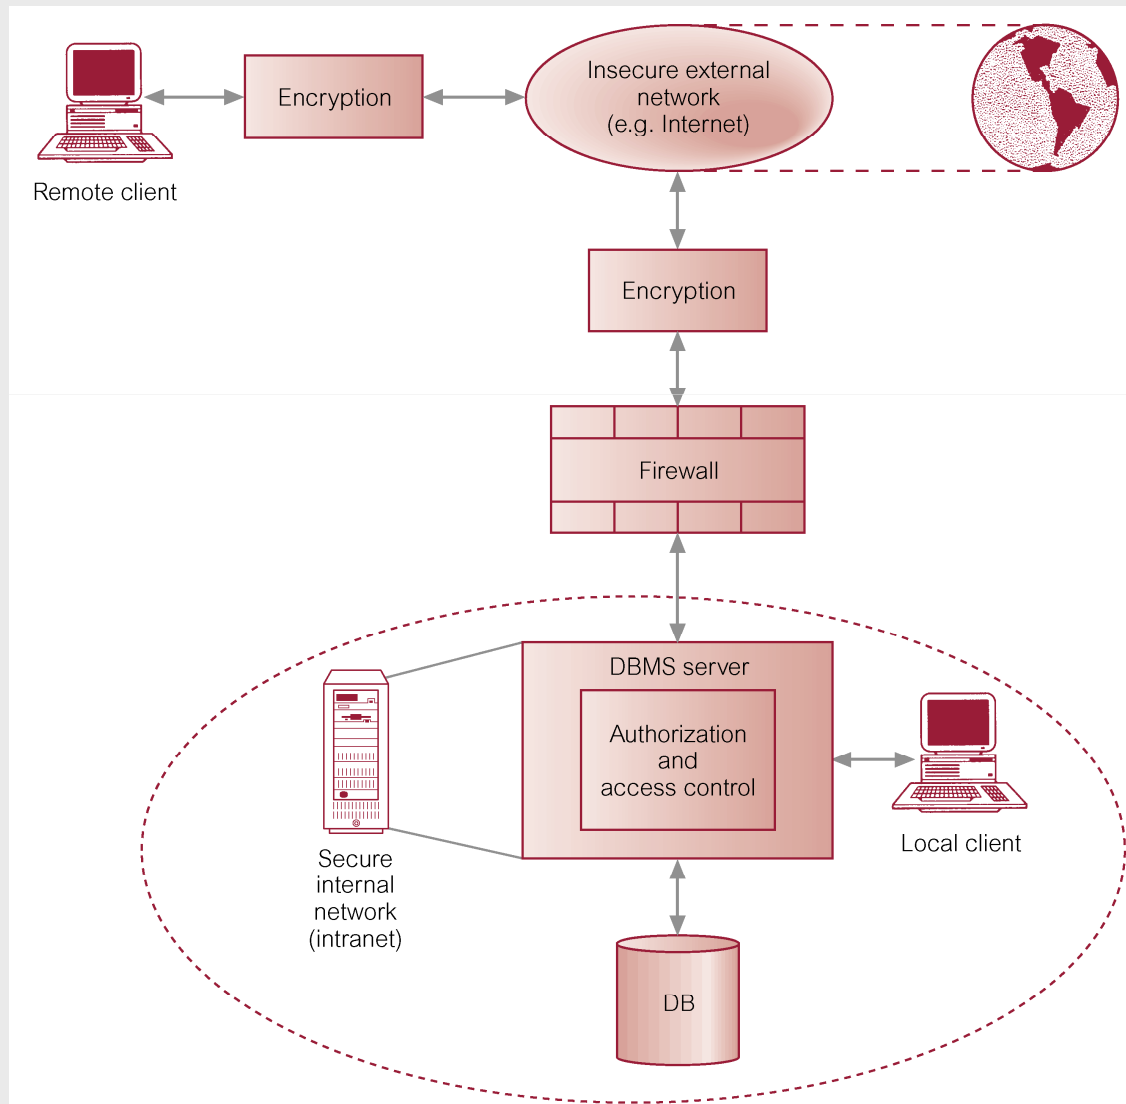 Encryption
Insecure external
network
(e.g. Internet)
Remote client
Encryption
Firewall
DBMS server
Authorization
and
access control
Local client
Secure
internal
network
(intranet)
DB